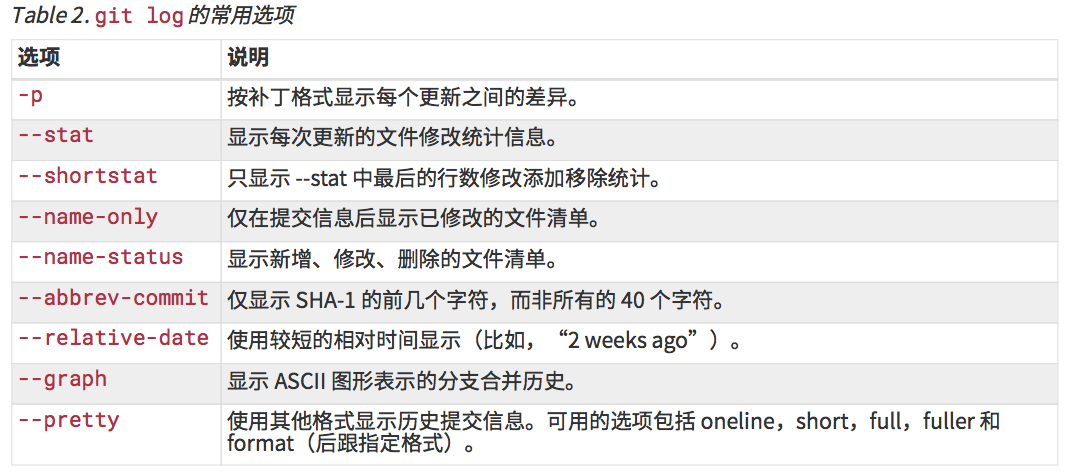 Table 2. git log 的常用选项
选项 说明
-p 按补丁格式显示每个更新之间的差异。
--stat 显示每次更新的文件修改统计信息。
--shortstat 只显示 --stat 中最后的行数修改添加移除统计。
--name-only 仅在提交信息后显示已修改的文件清单。
--name-status 显示新增、修改、删除的文件清单。
--abbrev-commit 仅显示 SHA-1 的前几个字符，而非所有的 40 个字符。
--relative-date 使用较短的相对时间显示（比如，“2 weeks ago”）。
--graph 显示 ASCII 图形表示的分支合并历史。
--pretty 使用其他格式显示历史提交信息。可用的选项包括 oneline，short，full，fuller 和
format（后跟指定格式）。